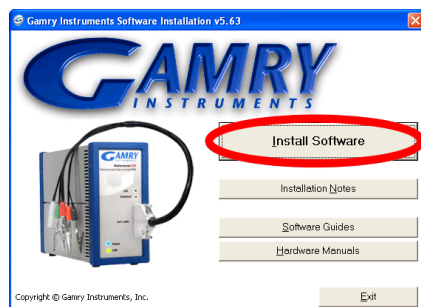 Gamry Instruments Software Installation v5.63
GAMRY
INSTRUMENTS
Install Software
GAMRY
Installation Notes
Software Guides
Hardware Manuals
Copyright © Gamry Instruments, Inc.
Exit